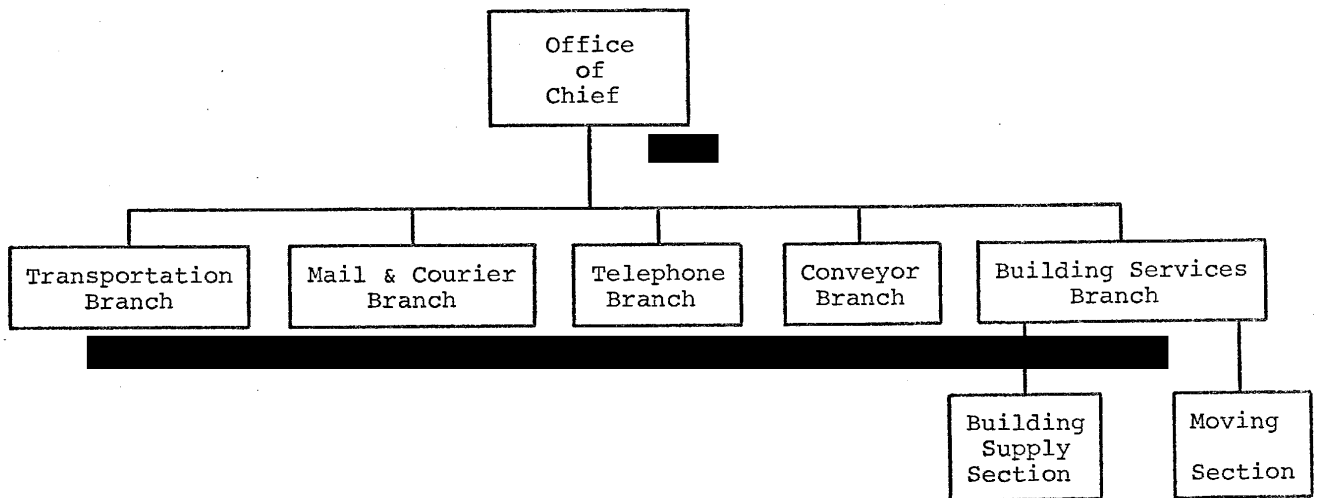 Office
of
Chief
Transportation
Branch
Mail & Courier
Branch
Telephone
Branch
Conveyor
Branch
Building Services
Branch
Building
Supply
Section
Moving
Section